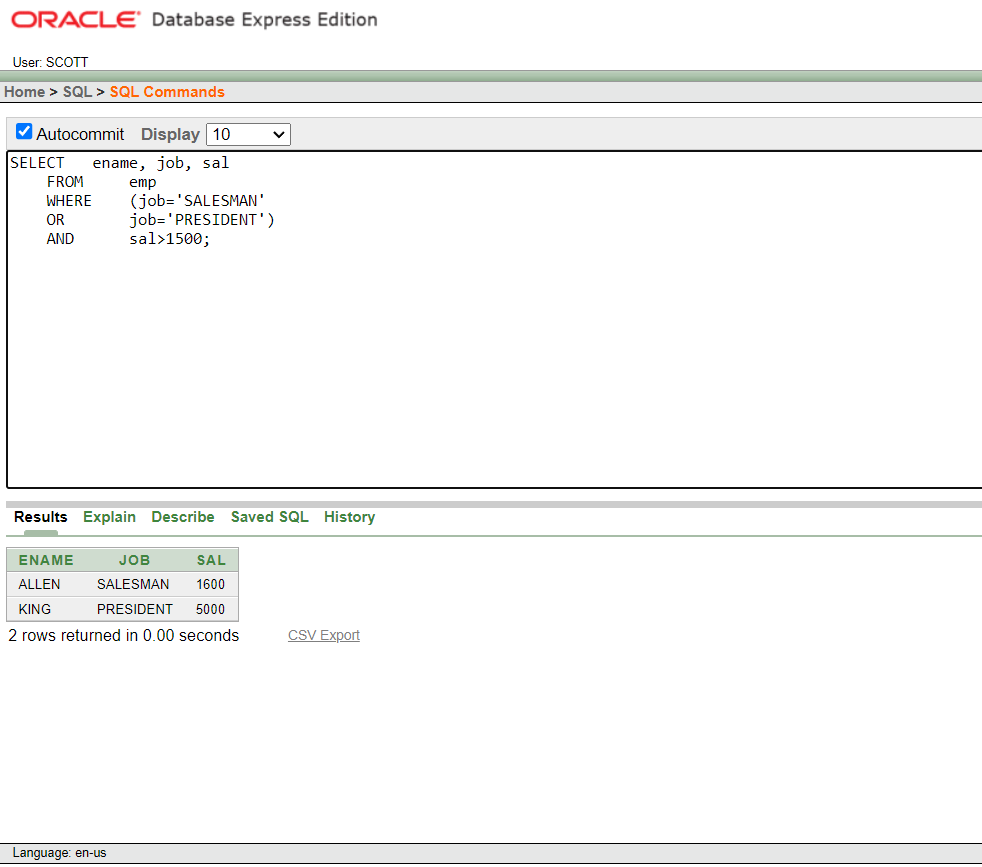 ORACLE Database Express Edition
User: SCOTT
Home > SQL > SQL Commands
Autocommit Display 10
SELECT ename, job, sal
FROM emp
WHERE (job='SALESMAN'
OR job='PRESIDENT')
AND sal>1500;
Results Explain Describe Saved SQL History
ENAME JOB SAL
ALLEN SALESMAN 1600
KING PRESIDENT 5000
2 rows returned in 0.00 seconds CSV Export
Language: en-us